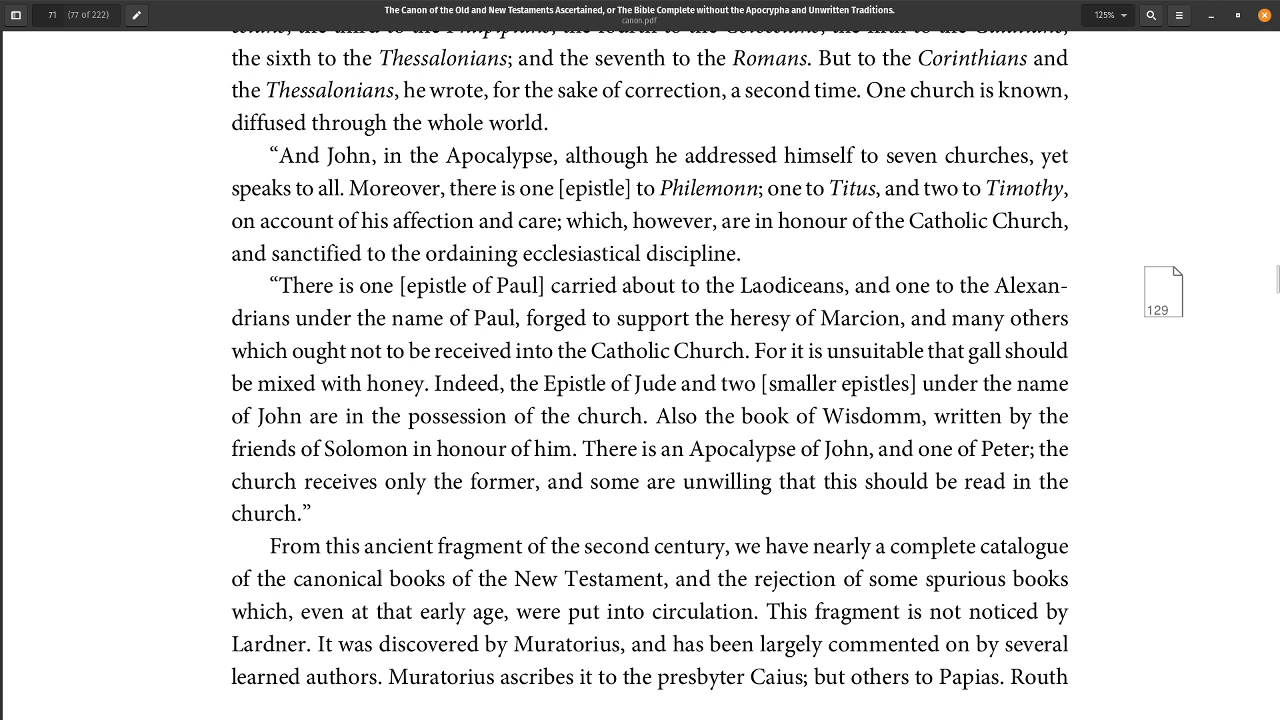 The Canon of the Old and New Testaments Ascertained, or The Bible Complete without the Apocrypha and Unwritten Traditions.
canon.pdf
71 (77 of 222)
125%
the sixth to the Thessalonians; and the seventh to the Romans. But to the Corinthians and
the Thessalonians, he wrote, for the sake of correction, a second time. One church is known,
diffused through the whole world.
“And John, in the Apocalypse, although he addressed himself to seven churches, yet
speaks to all. Moreover, there is one [epistle] to Philemonn; one to Titus, and two to Timothy,
on account of his affection and care; which, however, are in honour of the Catholic Church,
and sanctified to the ordaining ecclesiastical discipline.
“There is one [epistle of Paul] carried about to the Laodiceans, and one to the Alexan-
drians under the name of Paul, forged to support the heresy of Marcion, and many others
which ought not to be received into the Catholic Church. For it is unsuitable that gall should
be mixed with honey. Indeed, the Epistle of Jude and two [smaller epistles] under the name
of John are in the possession of the church. Also the book of Wisdomm, written by the
friends of Solomon in honour of him. There is an Apocalypse of John, and one of Peter; the
church receives only the former, and some are unwilling that this should be read in the
church.”
From this ancient fragment of the second century, we have nearly a complete catalogue
of the canonical books of the New Testament, and the rejection of some spurious books
which, even at that early age, were put into circulation. This fragment is not noticed by
Lardner. It was discovered by Muratorius, and has been largely commented on by several
learned authors. Muratorius ascribes it to the presbyter Caius; but others to Papias. Routh
129